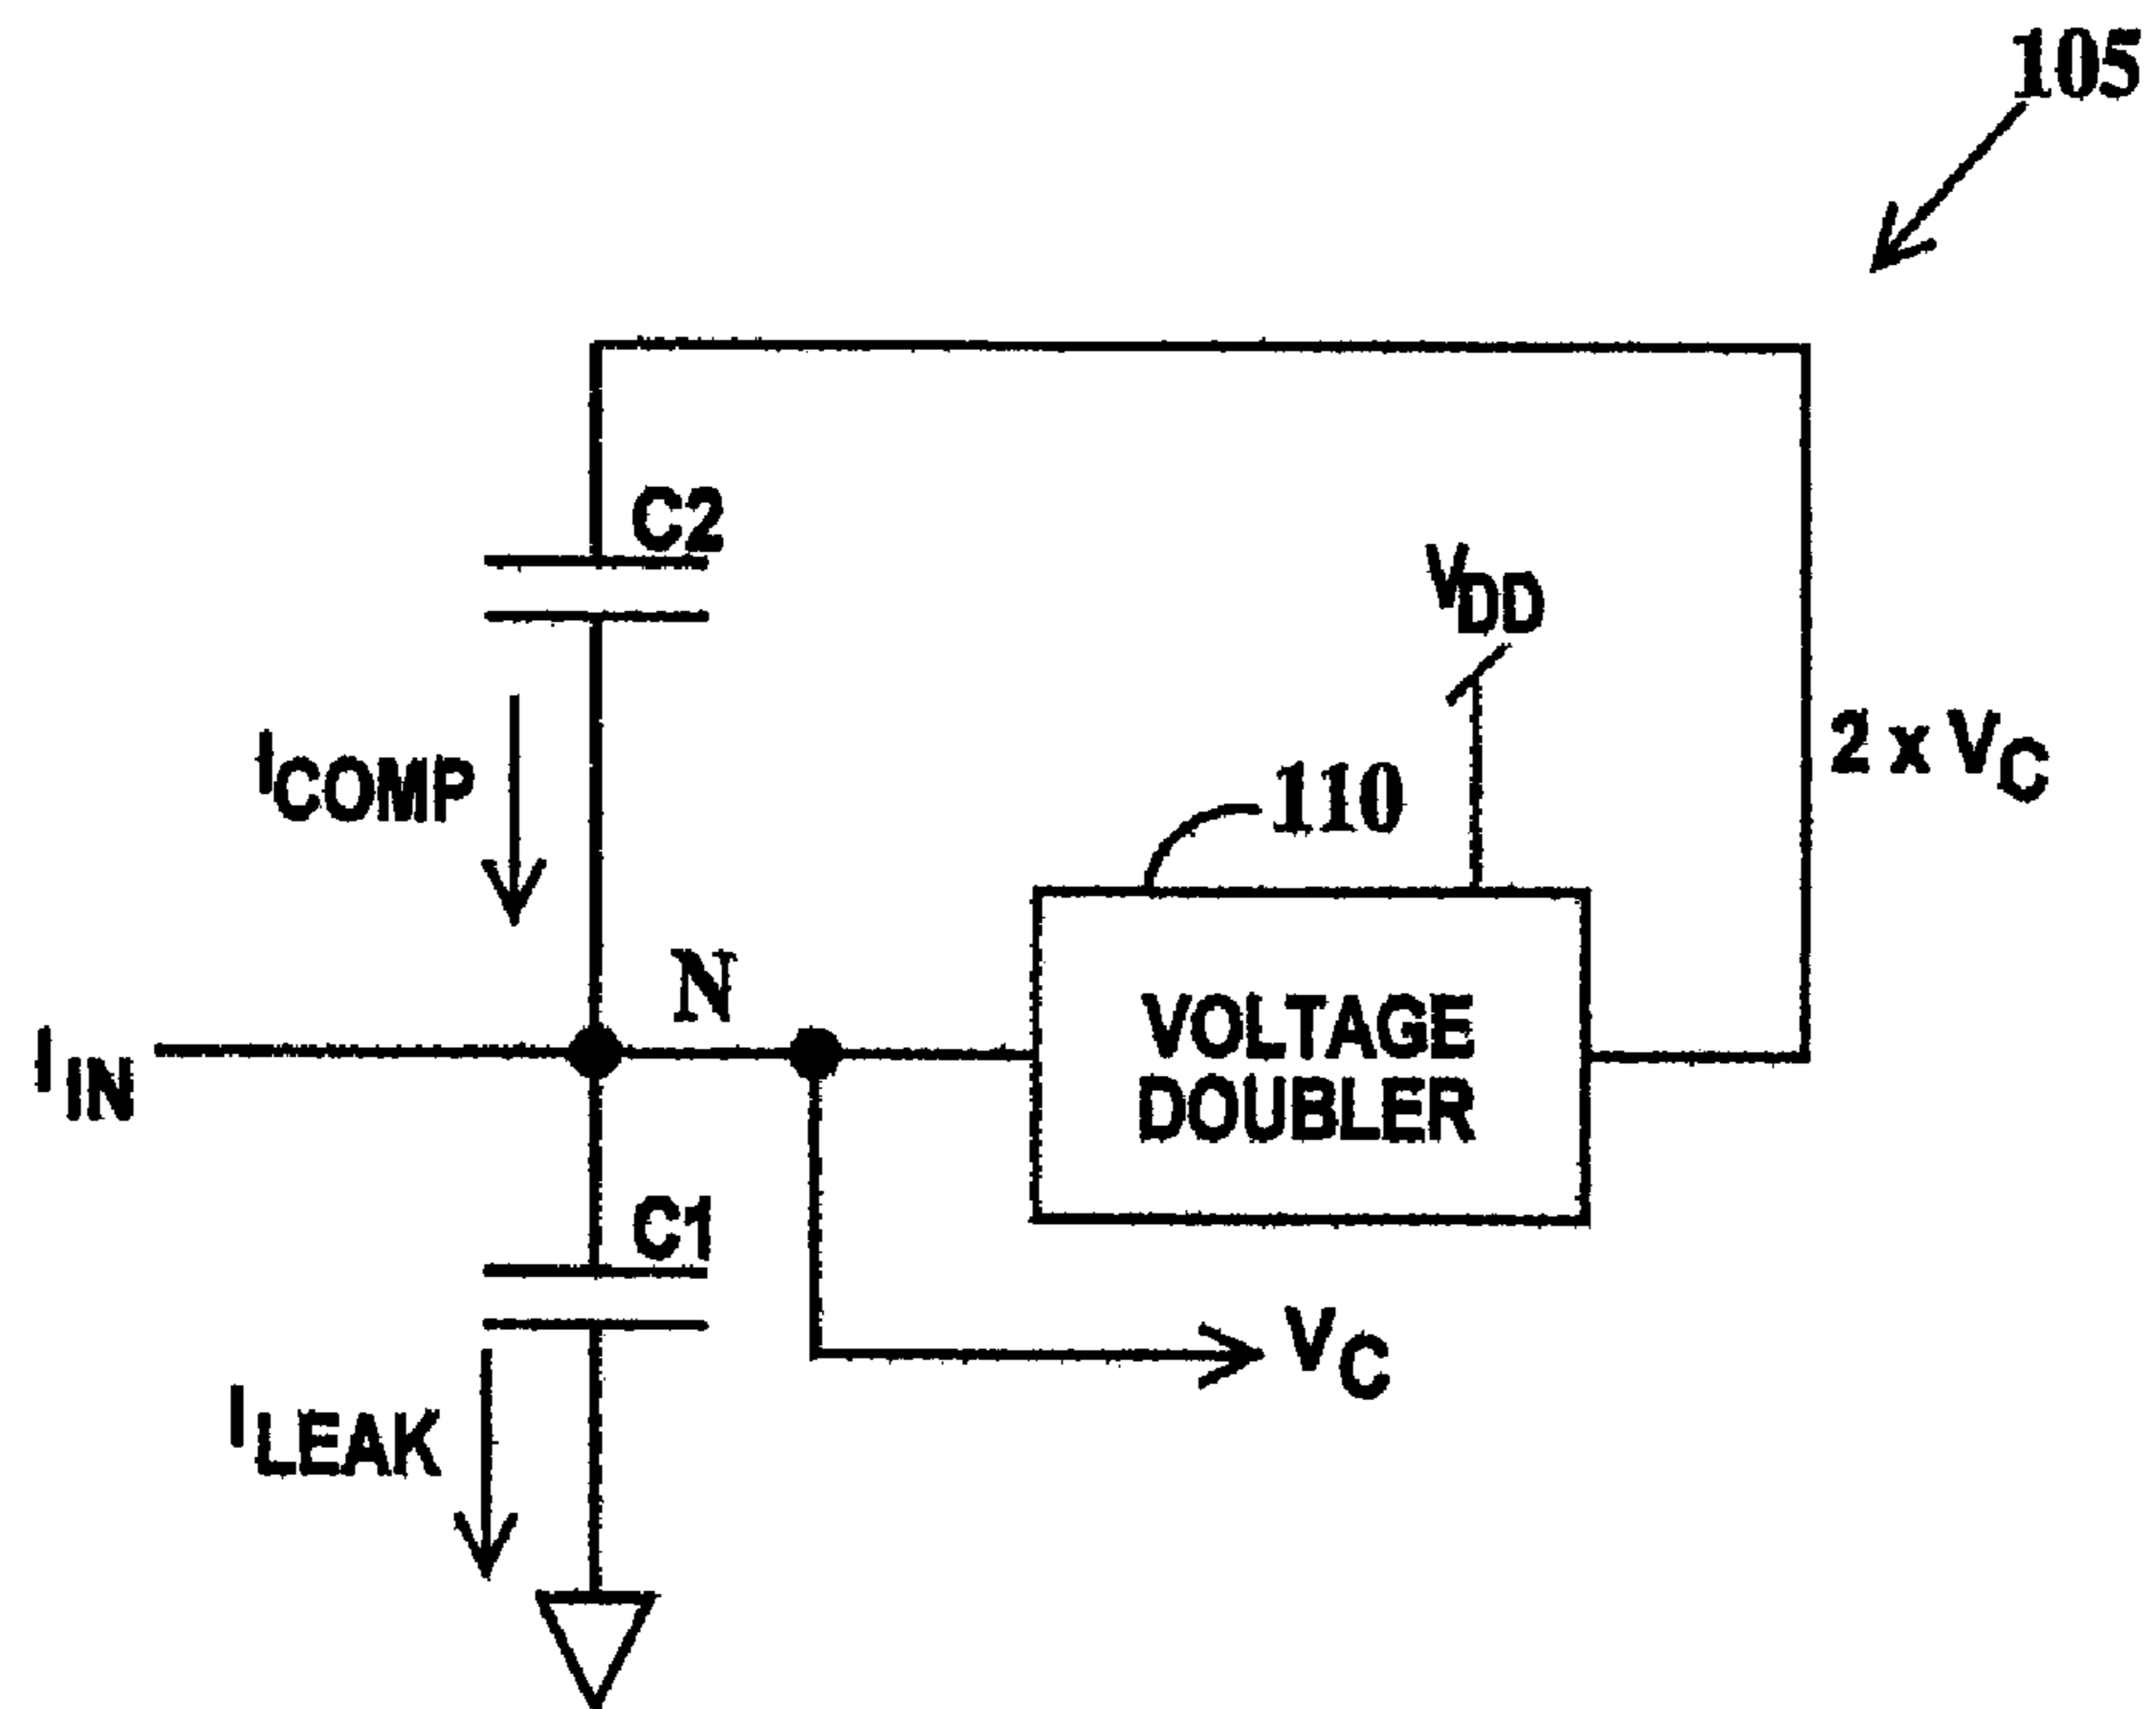 105
C2
VDD
ICOMP
2 x VC
110
N
IIN
VOLTAGE
DOUBLER
C1
VC
ILEAK